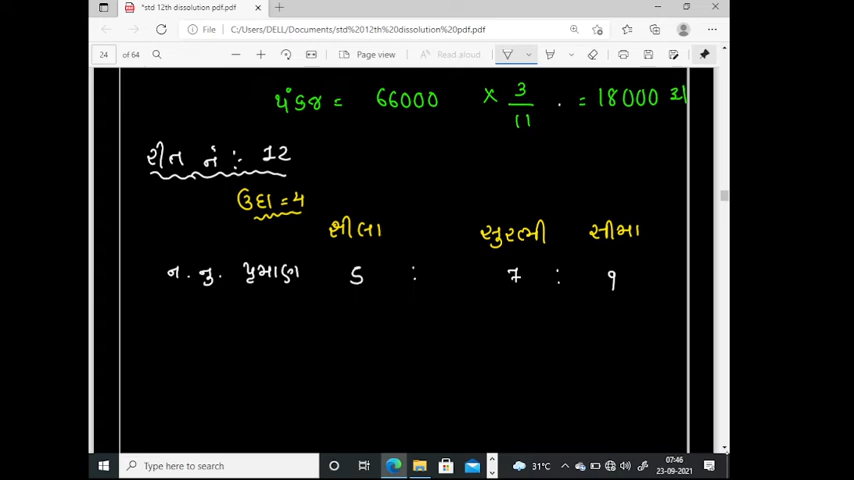 *std 12th dissolution pdf.pdf
File C:/Users/DELL/Documents/std%2012th%20dissolution%20pdf.pdf
24 of 64 Page view Read aloud
પંકજ = 66000 × 3/11 = 18000 રૂા
રીત નં : 12
ઉદા = 4
શીલા સુરભી સીમા
ન . નુ . પ્રમાણ 5 : 7 : 9
Type here to search 31°C 07:46
23-09-2021